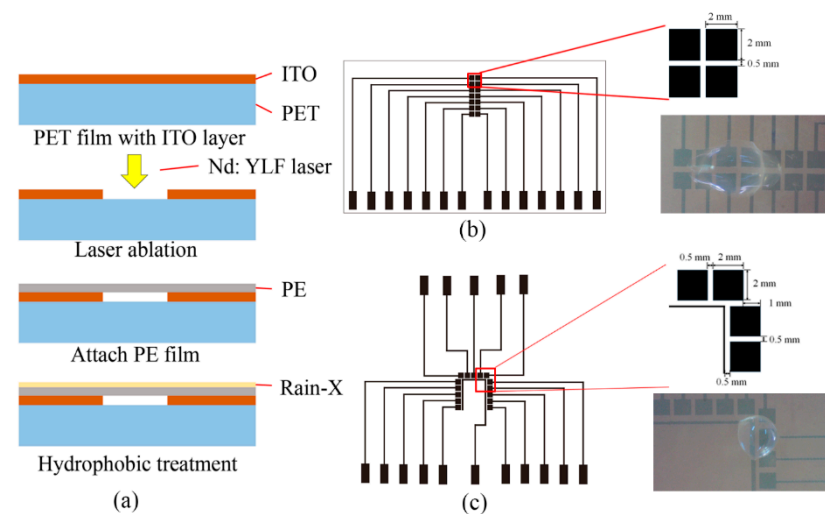 ITO
PET
PET film with ITO layer
Nd: YLF laser
Laser ablation
PE
Attach PE film
Rain-X
Hydrophobic treatment
(a)
2 mm
2 mm
0.5 mm
(b)
0.5 mm
2 mm
2 mm
1 mm
0.5 mm
0.5 mm
(c)